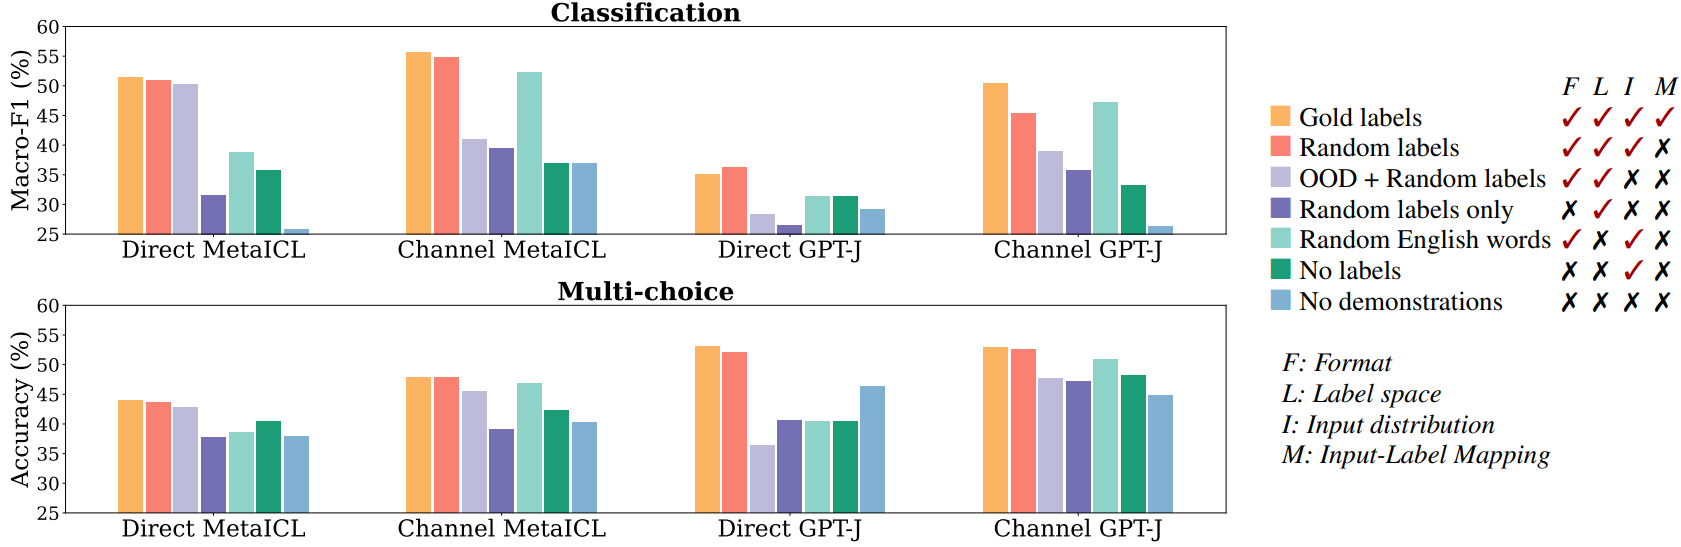 Classification
Macro-F1 (%)
60
55
50
45
40
35
30
25
Direct MetaICL Channel MetaICL Direct GPT-J Channel GPT-J
Multi-choice
Accuracy (%)
60
55
50
45
40
35
30
25
Direct MetaICL Channel MetaICL Direct GPT-J Channel GPT-J
F L I M
Gold labels ✓ ✓ ✓ ✓
Random labels ✓ ✓ ✓ ✗
OOD + Random labels ✓ ✓ ✗ ✗
Random labels only ✗ ✓ ✗ ✗
Random English words ✓ ✗ ✓ ✗
No labels ✗ ✗ ✓ ✗
No demonstrations ✗ ✗ ✗ ✗
F: Format
L: Label space
I: Input distribution
M: Input-Label Mapping